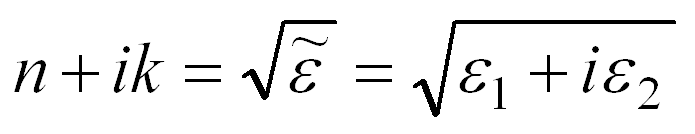 n + ik = √ε̃ = √(ε₁ + iε₂)